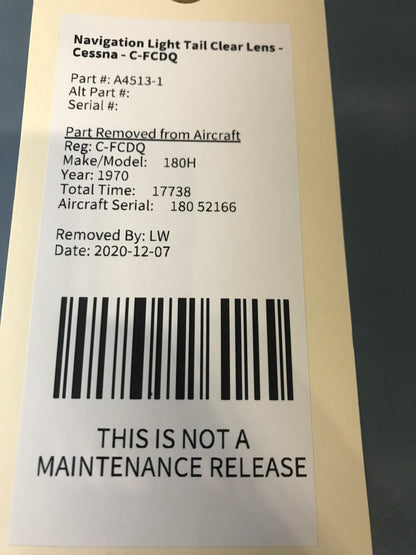 Navigation Light Tail Clear Lens -
Cessna - C-FCDQ
Part #: A4513-1
Alt Part #:
Serial #:
Part Removed from Aircraft
Reg: C-FCDQ
Make/Model: 180H
Year: 1970
Total Time: 17738
Aircraft Serial: 180 52166
Removed By: LW
Date: 2020-12-07
THIS IS NOT A
MAINTENANCE RELEASE